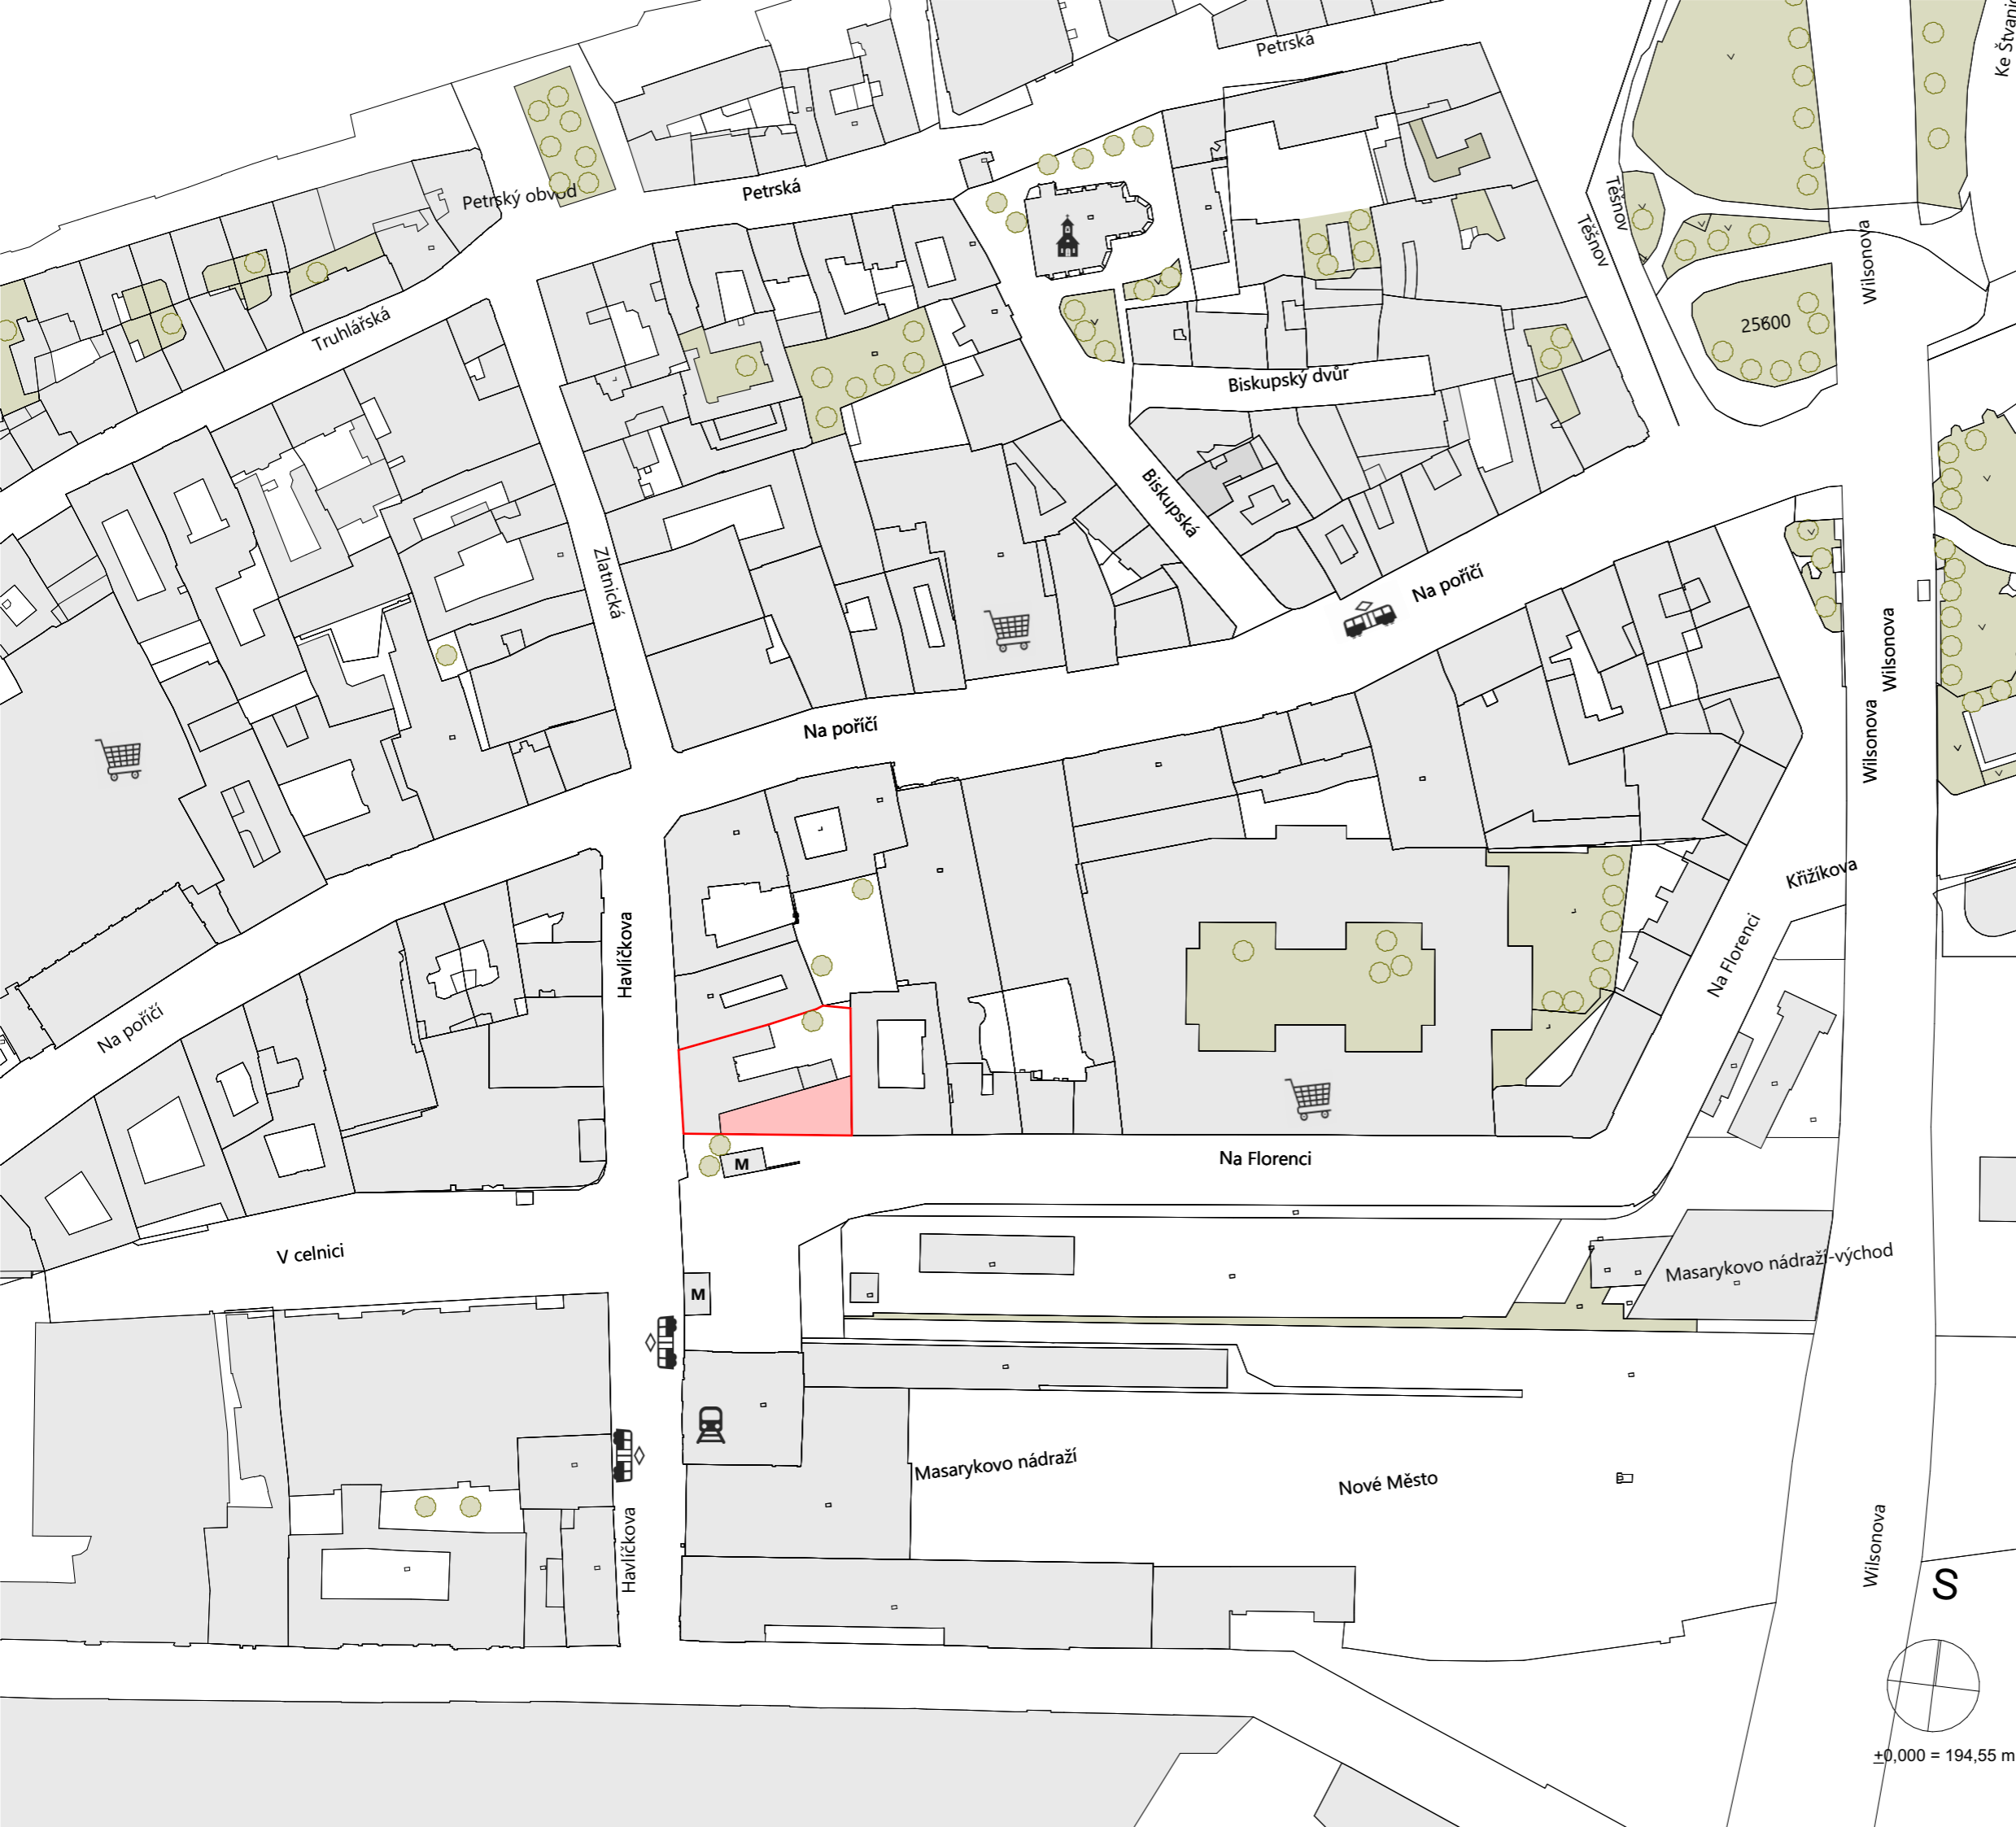 Ke Štvanici
Petrská
Petrská
Petrský obvod
Těšnov
Těšnov
Wilsonova
Truhlářská
25600
Biskupský dvůr
Biskupská
Zlatnická
Na poříčí
Wilsonova
Na poříčí
Wilsonova
Křižíkova
Havlíčkova
Na Florenci
Na poříčí
M
Na Florenci
V celnici
Masarykovo nádraží-východ
M
Masarykovo nádraží
Nové Město
Havlíčkova
Wilsonova
S
±0,000 = 194,55 m